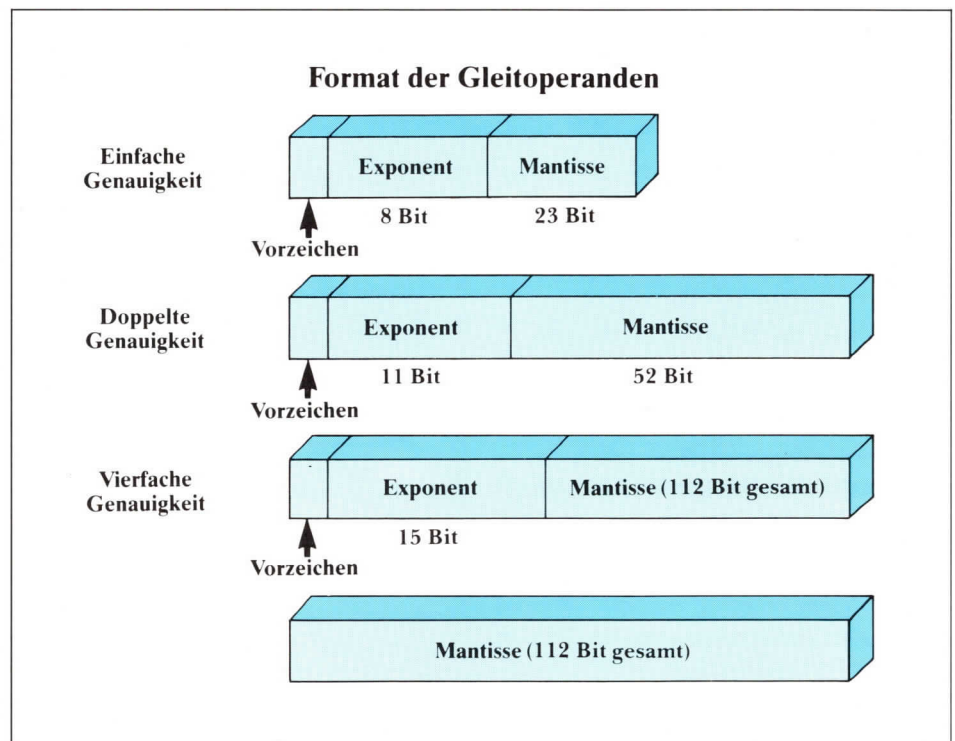 Format der Gleitoperanden
Einfache
Genauigkeit
Exponent
Mantisse
8 Bit
23 Bit
Vorzeichen
Doppelte
Genauigkeit
Exponent
Mantisse
11 Bit
52 Bit
Vorzeichen
Vierfache
Genauigkeit
Exponent
Mantisse (112 Bit gesamt)
15 Bit
Vorzeichen
Mantisse (112 Bit gesamt)